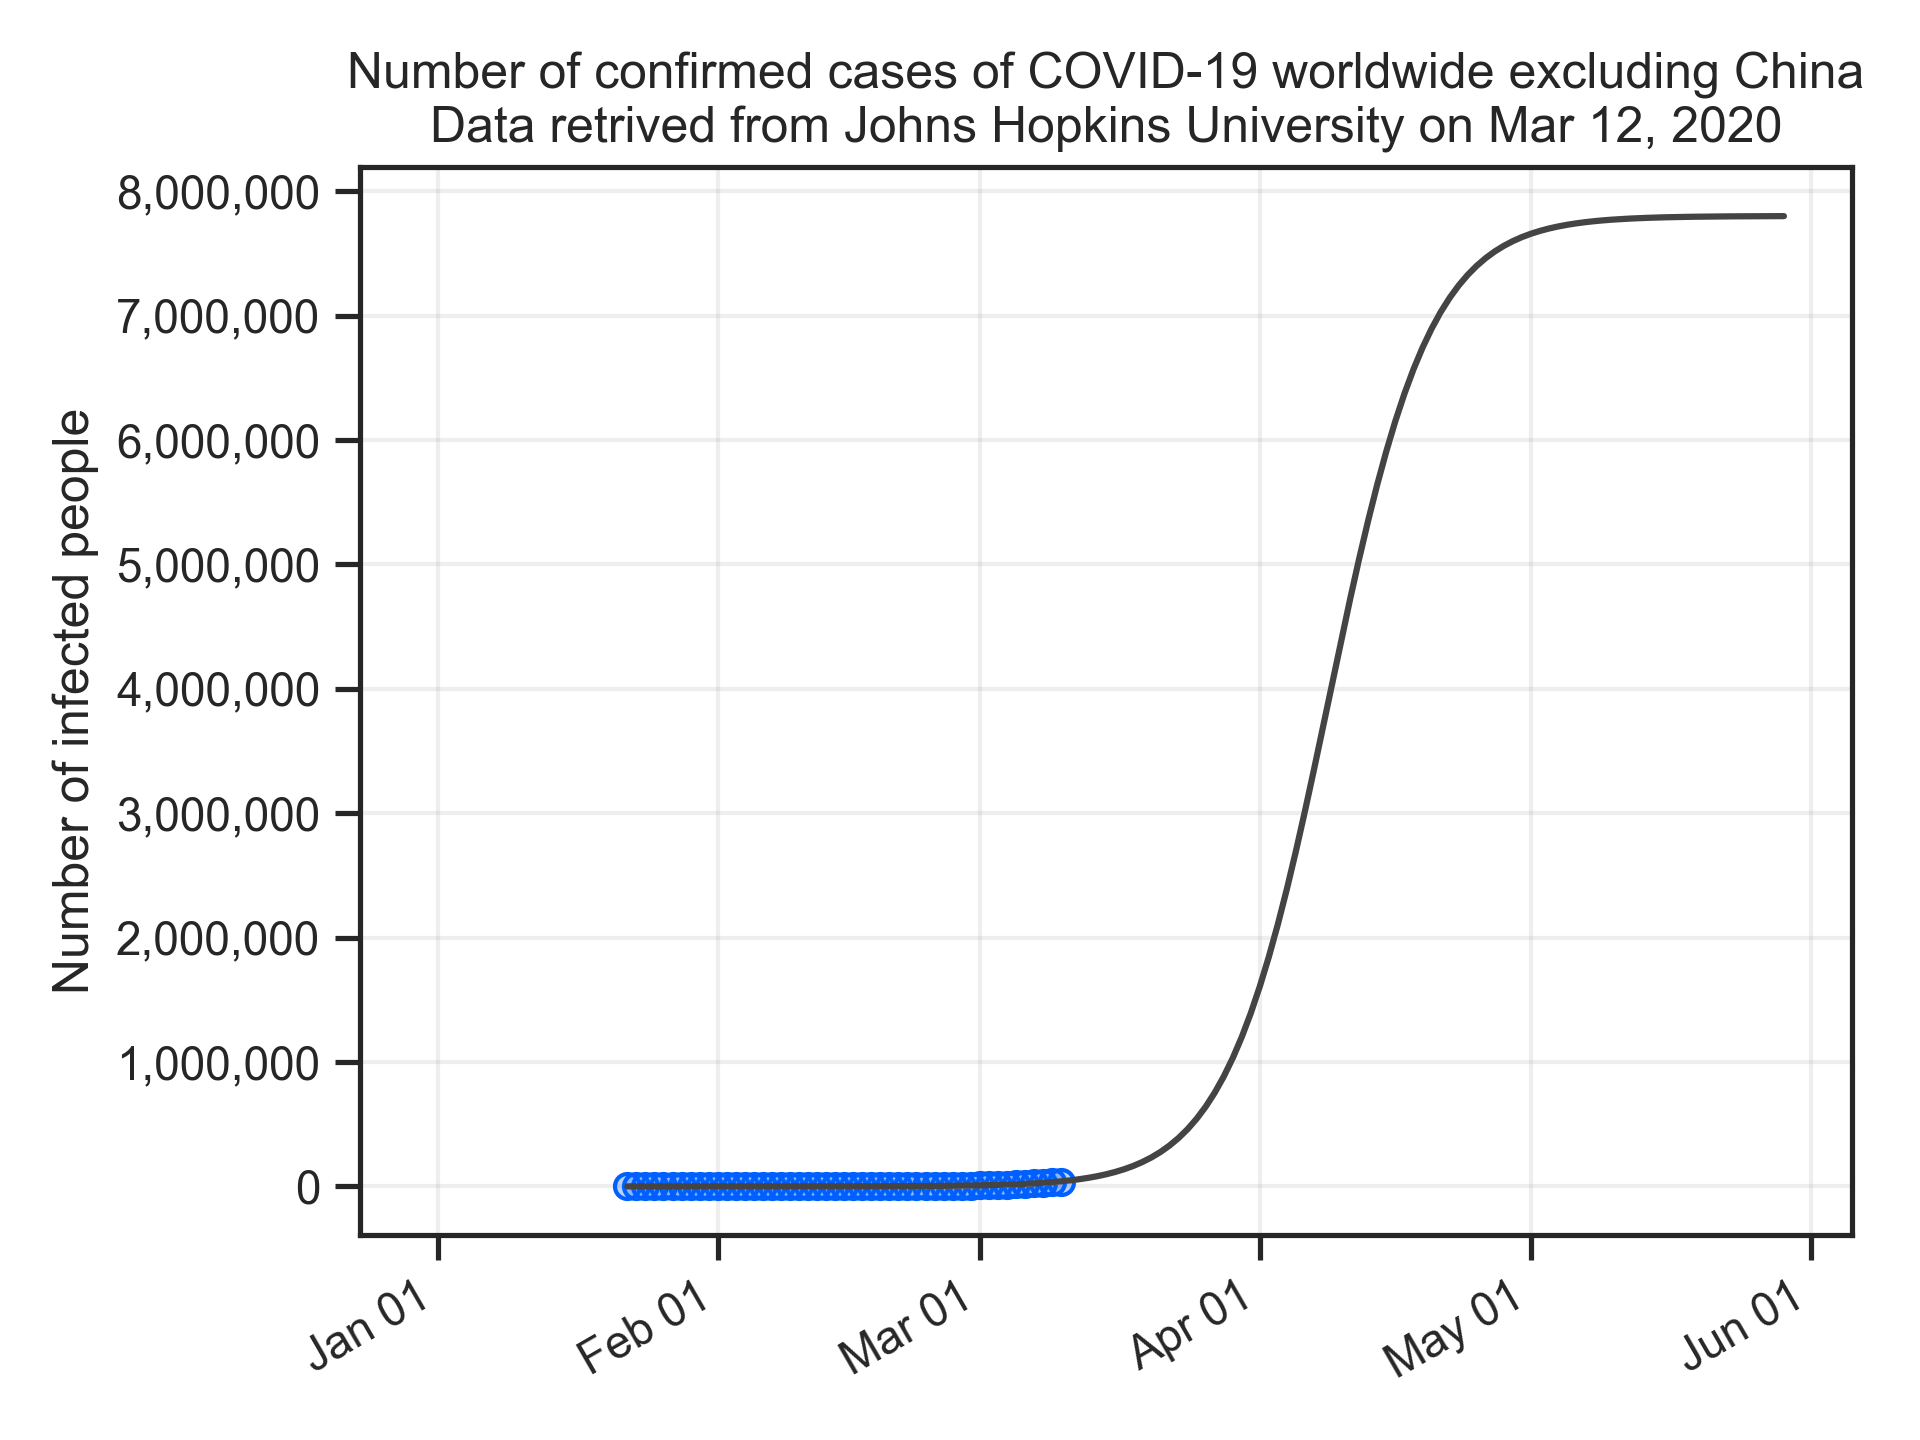 Number of confirmed cases of COVID-19 worldwide excluding China
Data retrived from Johns Hopkins University on Mar 12, 2020
8,000,000
7,000,000
6,000,000
5,000,000
4,000,000
3,000,000
2,000,000
1,000,000
0
Number of infected people
Jan 01
Feb 01
Mar 01
Apr 01
May 01
Jun 01